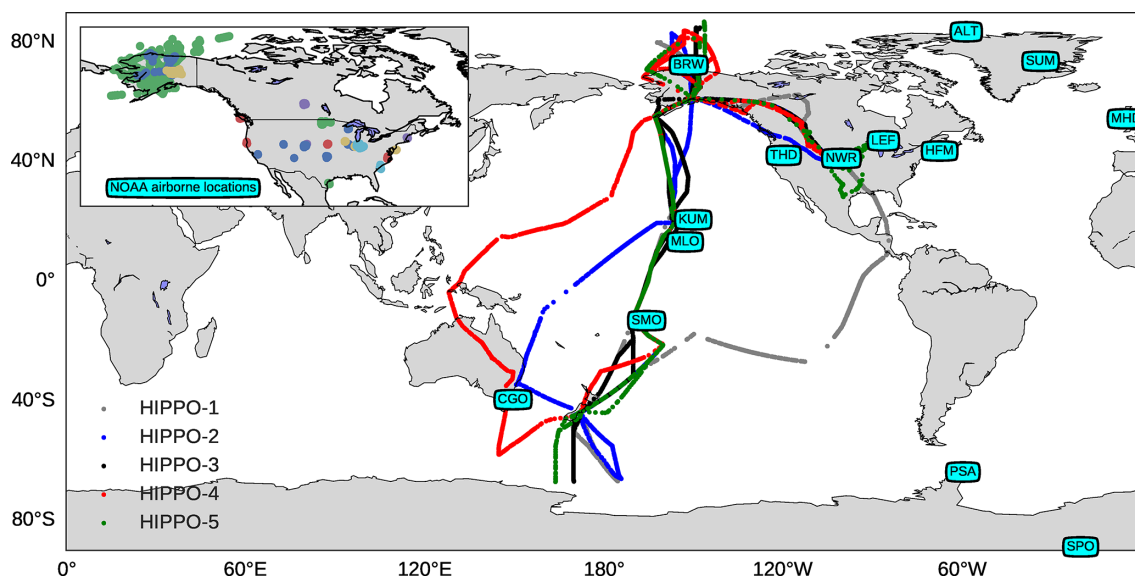 80°N
ALT
SUM
BRW
MHD
40°N
LEF
HFM
THD
NWR
NOAA airborne locations
KUM
MLO
0°
SMO
40°S
CGO
HIPPO-1
HIPPO-2
HIPPO-3
HIPPO-4
HIPPO-5
PSA
80°S
SPO
0°
60°E
120°E
180°
120°W
60°W